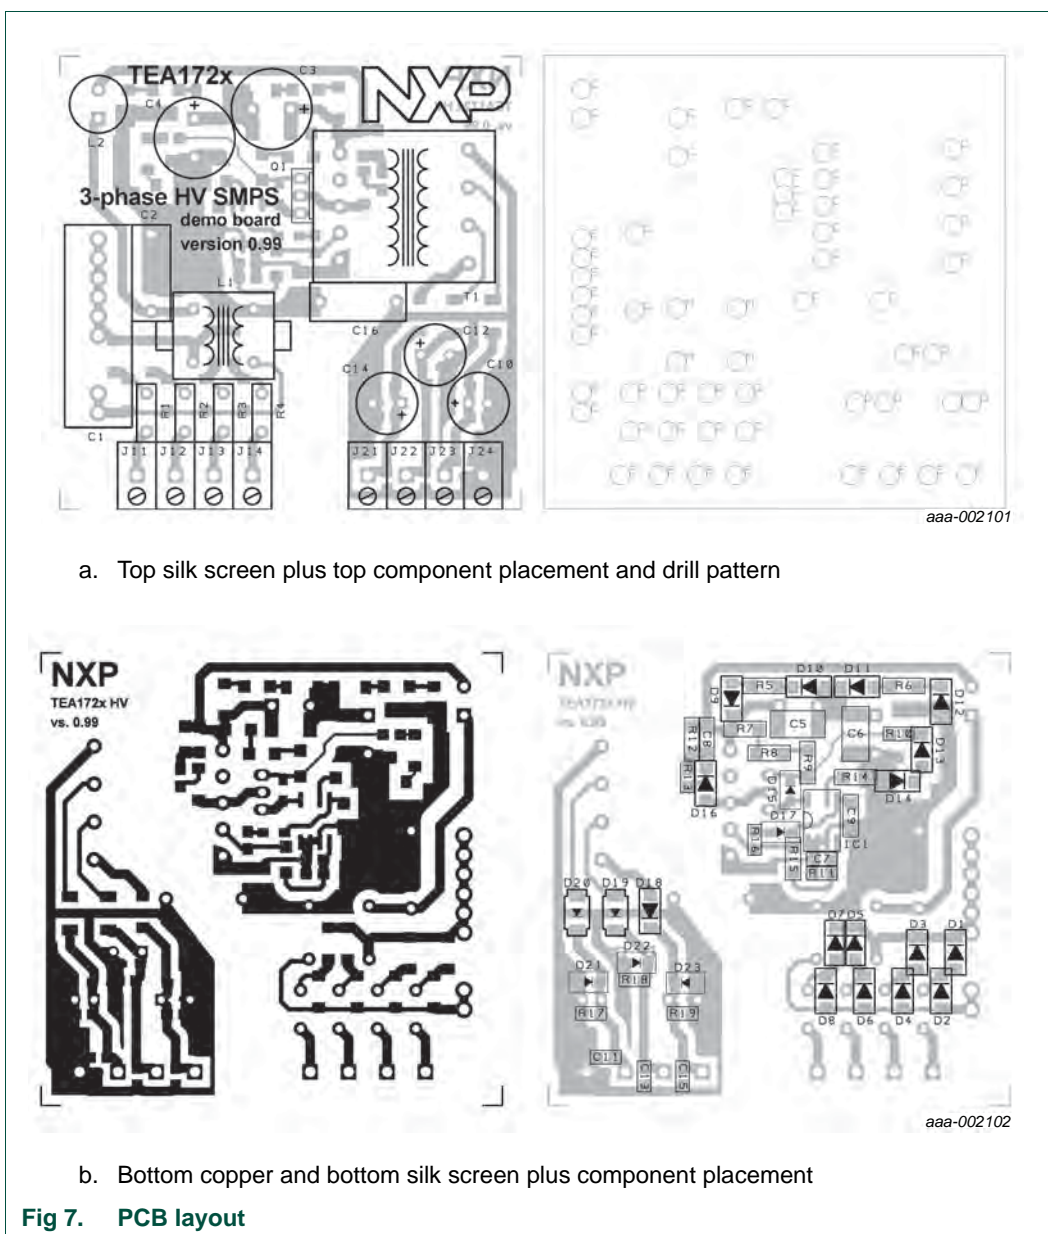 TEA172x
C3
NXP
C4
L2
Q1
3-phase HV SMPS
C2
demo board
version 0.99
L1
T1
C16
C12
C14
C10
R1
R2
R3
R4
C1
J11 J12 J13 J14
J21 J22 J23 J24
aaa-002101
a. Top silk screen plus top component placement and drill pattern
NXP
TEA172x HV
vs. 0.99
NXP
TEA172x HV
vs. 0.99
D10 D11
D9
R5
R6
D12
R7
C5
C6
R12
C8
R10
D13
R8
R9
R13
R14
D15
D14
D16
D17
C9
R16
IC1
R15
C7
R11
D20 D19 D18
D7 D5
D3 D1
D22
D21
R18
D23
R17
R19
D8 D6 D4 D2
C11
C13
C15
aaa-002102
b. Bottom copper and bottom silk screen plus component placement
Fig 7. PCB layout